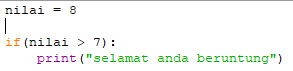 nilai = 8
if(nilai > 7):
print("selamat anda beruntung")